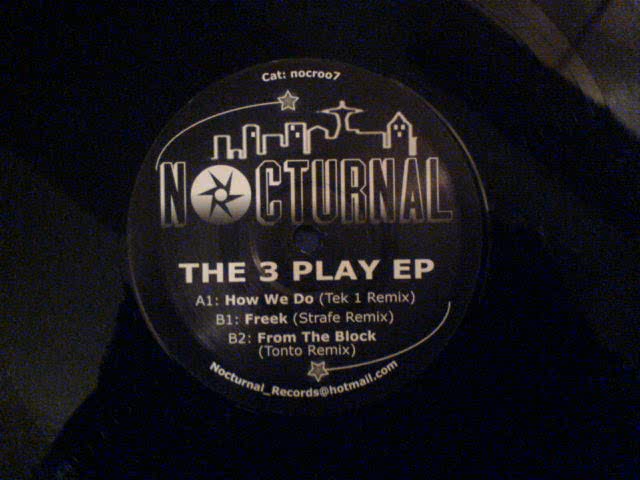 Cat: nocroo7
NOCTURNAL
THE 3 PLAY EP
A1: How We Do (Tek 1 Remix)
B1: Freek (Strafe Remix)
B2: From The Block
(Tonto Remix)
Nocturnal_Records@hotmail.com